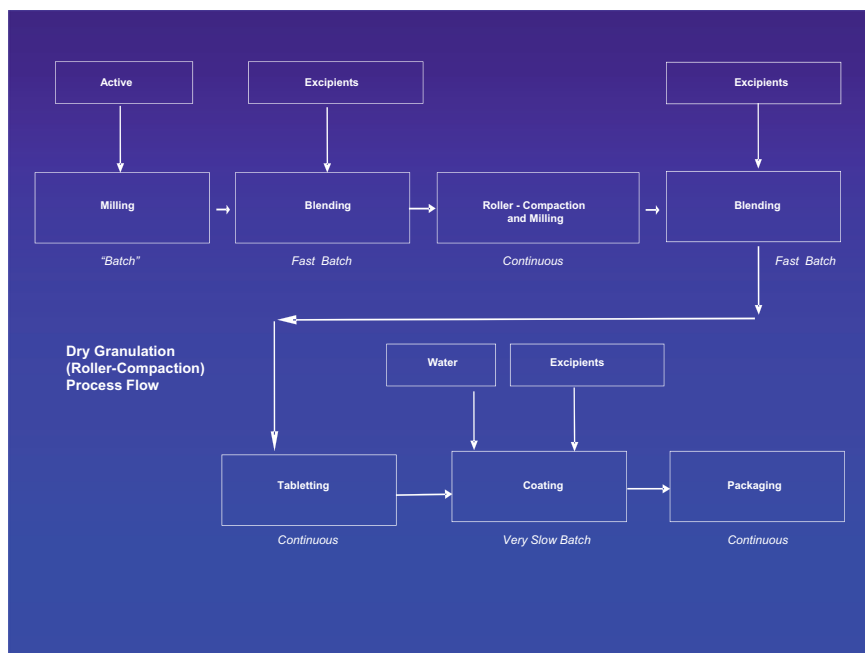 Active
Excipients
Excipients
Milling
Blending
Roller - Compaction
and Milling
Blending
“Batch”
Fast Batch
Continuous
Fast Batch
Dry Granulation
(Roller-Compaction)
Process Flow
Water
Excipients
Tabletting
Coating
Packaging
Continuous
Very Slow Batch
Continuous